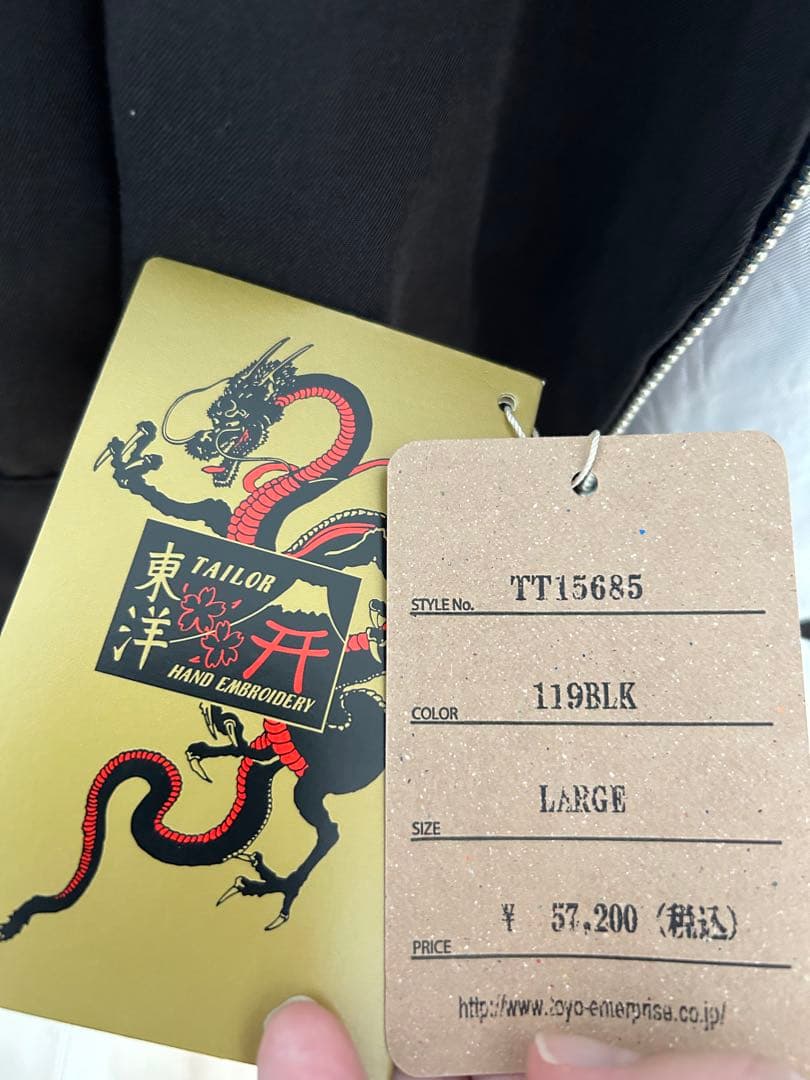 東洋
TAILOR
HAND EMBROIDERY
STYLE No. TT15685
COLOR 119BLK
SIZE LARGE
PRICE ¥ 57,200 (税込)
http://www.toyo-enterprise.co.jp/